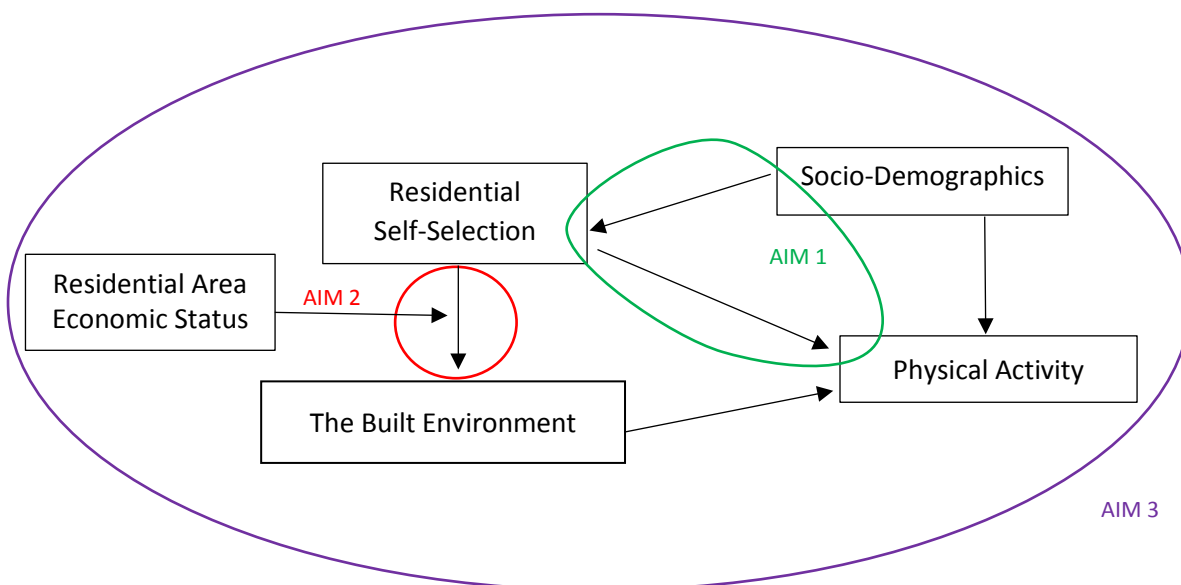 Residential
Self-Selection
Socio-Demographics
AIM 1
Residential Area
Economic Status
AIM 2
Physical Activity
The Built Environment
AIM 3